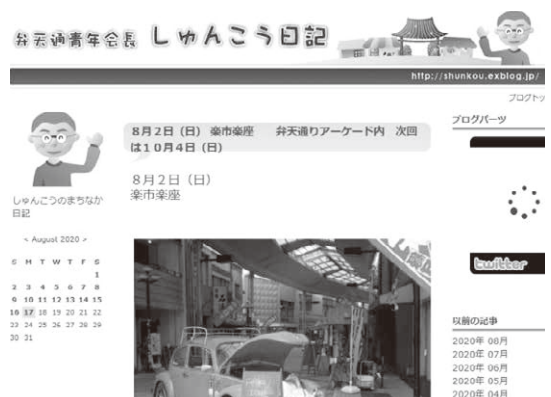 弁天通青年会長 しゅんこう日記
http://shunkou.exblog.jp/
ブログトッ
8月2日（日） 楽市楽座　　弁天通りアーケード内　次回
は１０月４日（日）
8月2日（日）
楽市楽座
しゅんこうのまちなか
日記
< August 2020 >
S M T W T F S
1
2 3 4 5 6 7 8
9 10 11 12 13 14 15
16 17 18 19 20 21 22
23 24 25 26 27 28 29
30 31
ブログパーツ
twitter
以前の記事
2020年 08月
2020年 07月
2020年 06月
2020年 05月
2020年 04月